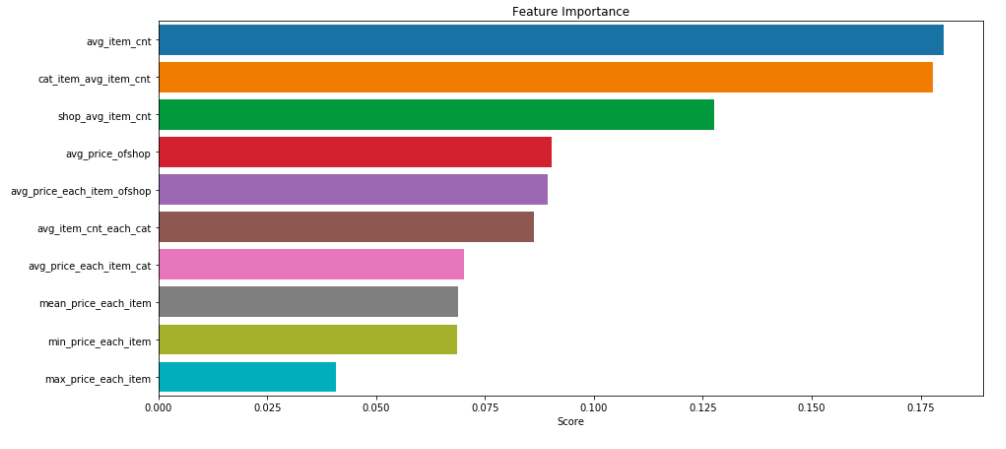 Feature Importance
avg_item_cnt
cat_item_avg_item_cnt
shop_avg_item_cnt
avg_price_ofshop
avg_price_each_item_ofshop
avg_item_cnt_each_cat
avg_price_each_item_cat
mean_price_each_item
min_price_each_item
max_price_each_item
0.000 0.025 0.050 0.075 0.100 0.125 0.150 0.175
Score